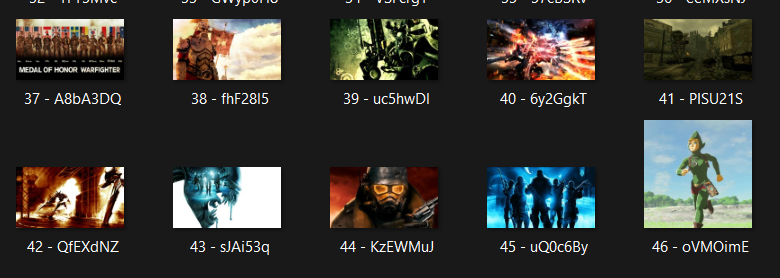 MEDAL OF HONOR WARFIGHTER
37 - A8bA3DQ
38 - fhF28I5
39 - uc5hwDI
40 - 6y2GgkT
41 - PISU21S
42 - QfEXdNZ
43 - sJAi53q
44 - KzEWMuJ
45 - uQ0c6By
46 - oVMOimE